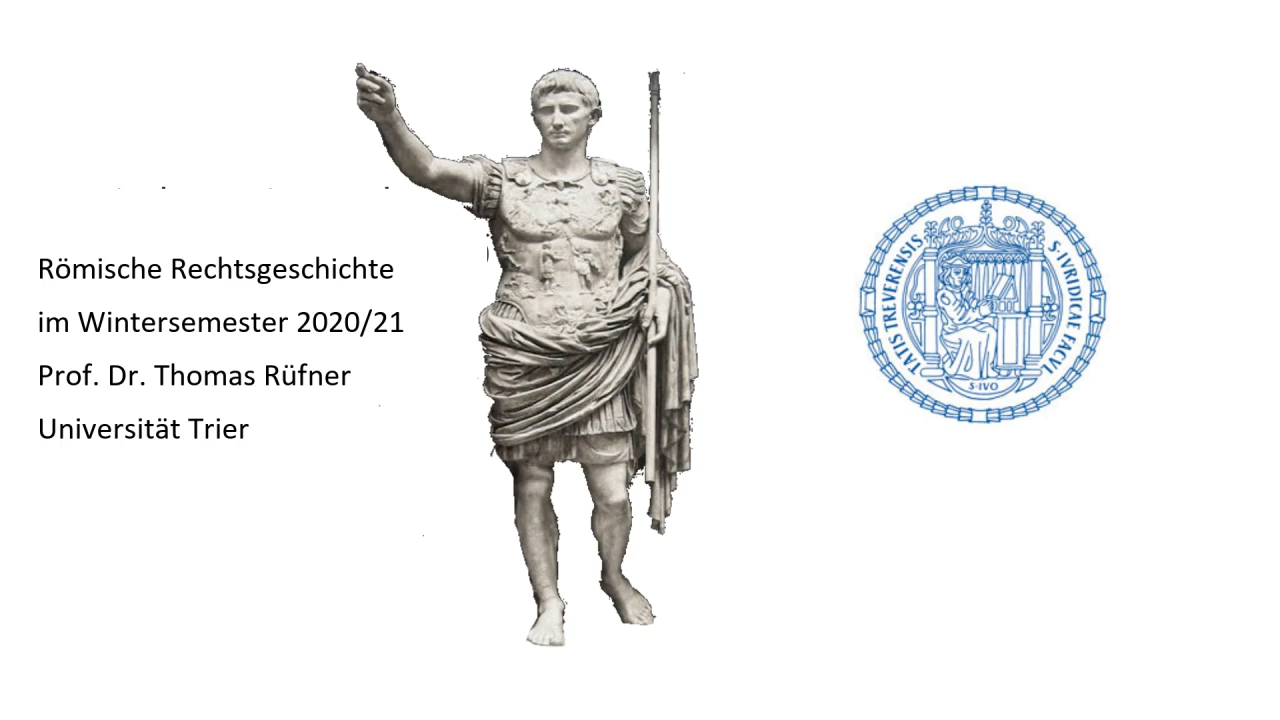 Römische Rechtsgeschichte
im Wintersemester 2020/21
Prof. Dr. Thomas Rüfner
Universität Trier
S·IVRIDICAE FACVL
TATIS TREVERENSIS
S·IVO